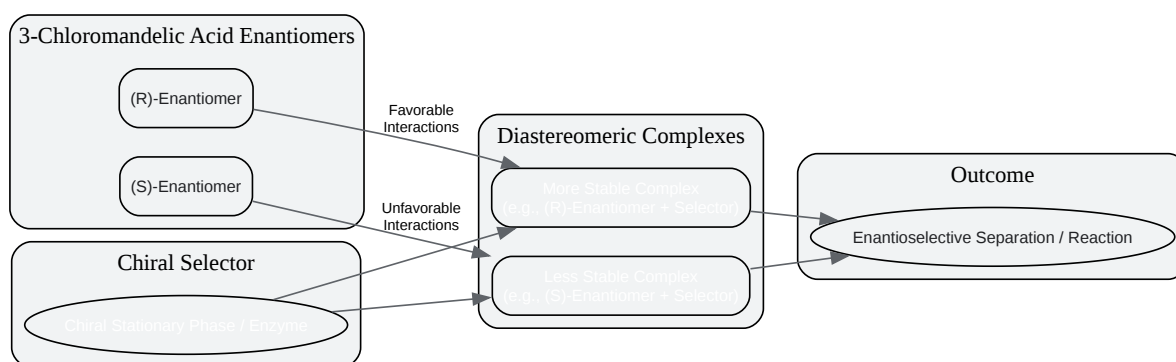 3-Chloromandelic Acid Enantiomers
(R)-Enantiomer
(S)-Enantiomer
Favorable
Interactions
Unfavorable
Interactions
Chiral Selector
Chiral Stationary Phase / Enzyme
Diastereomeric Complexes
More Stable Complex
(e.g., (R)-Enantiomer + Selector)
Less Stable Complex
(e.g., (S)-Enantiomer + Selector)
Outcome
Enantioselective Separation / Reaction